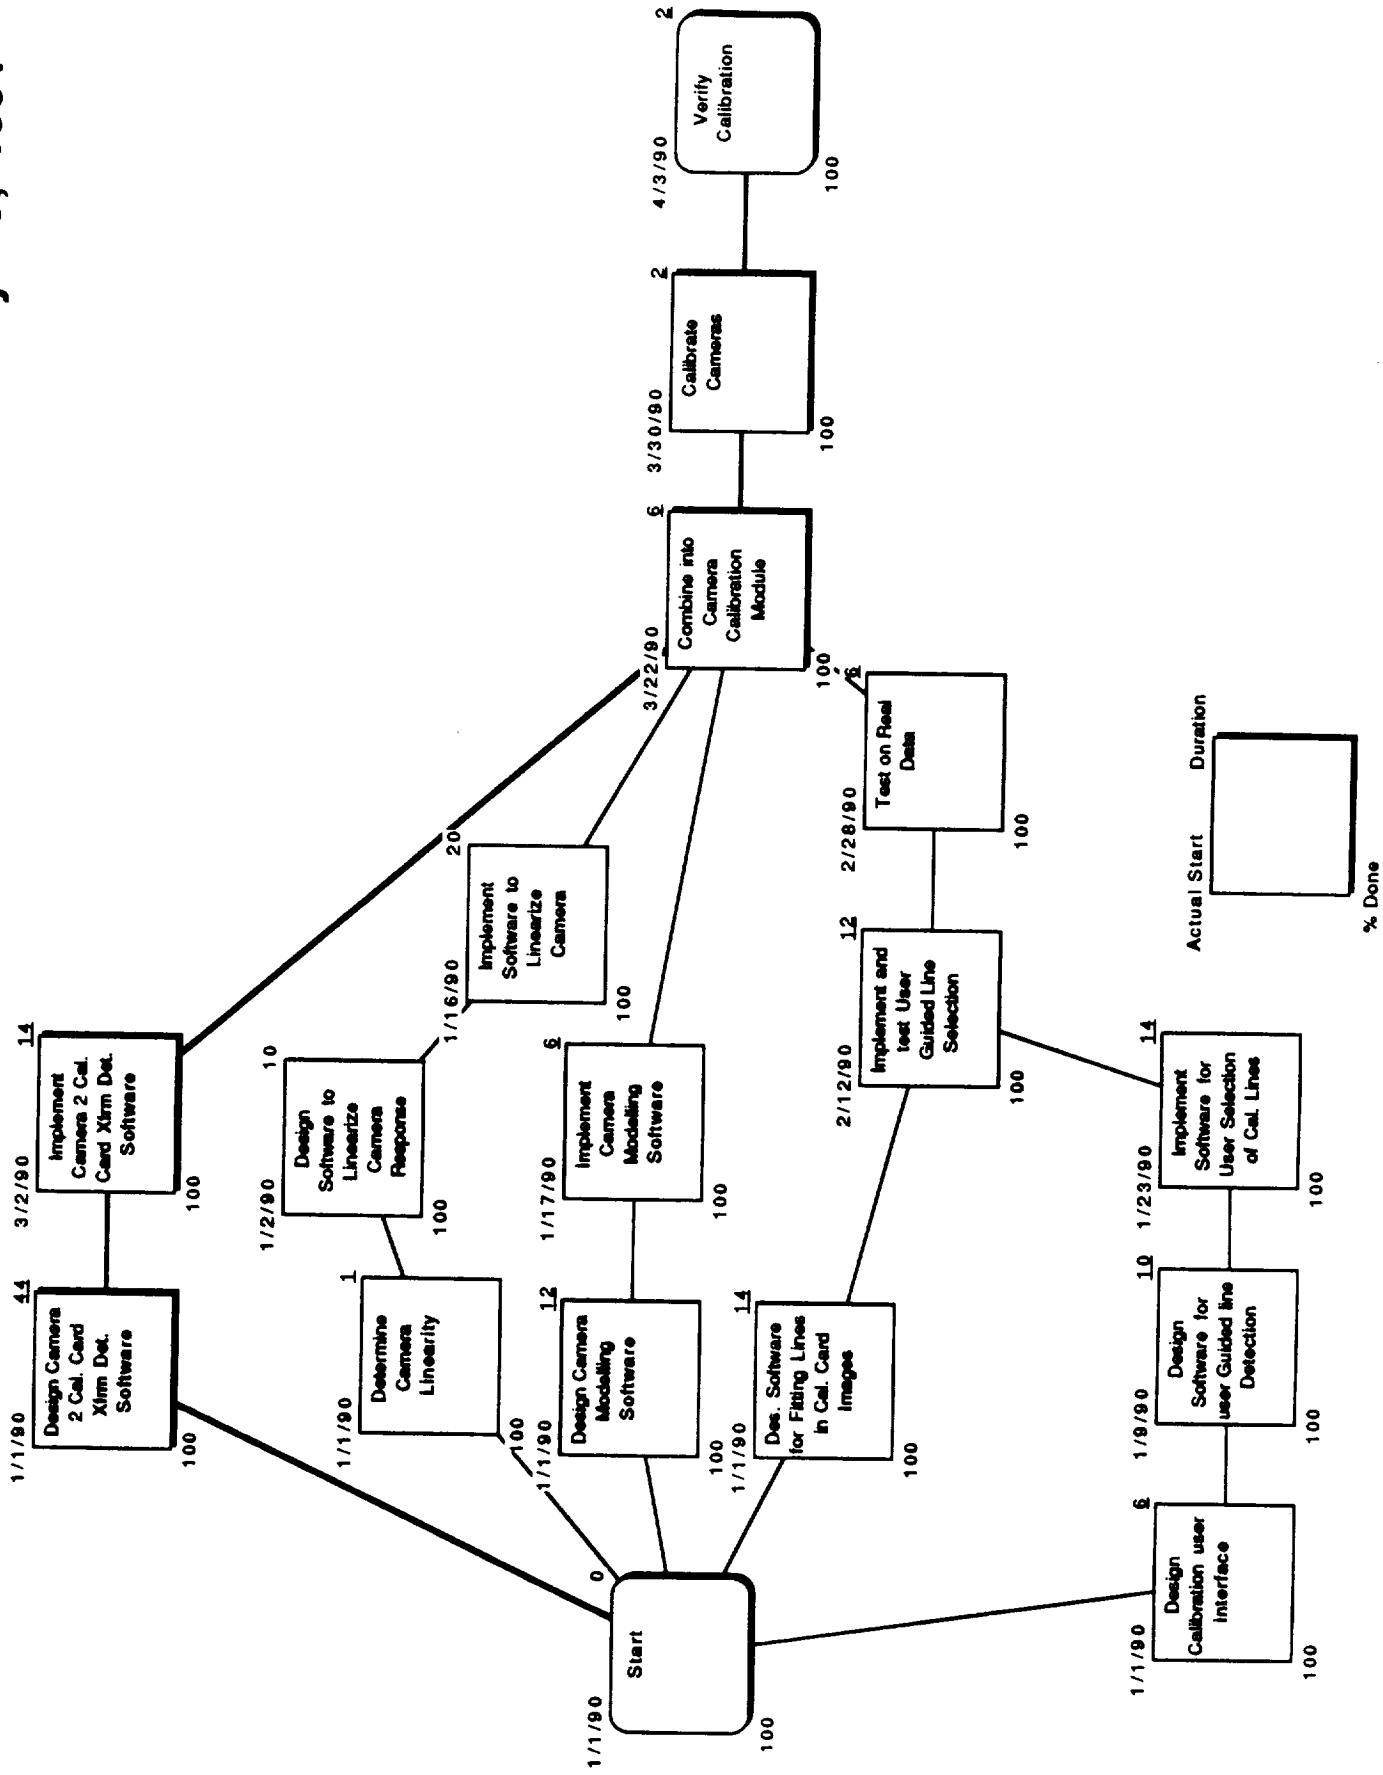 1/1/90
44
Design Camera
2 Cal. Card
Xfrm Det.
Software
100
3/2/90
14
Implement
Camera 2 Cal.
Card Xfrm Det.
Software
100
1/1/90
1
Determine
Camera
Linearity
100
1/2/90
10
Design
Software to
Linearize
Camera
Response
100
1/16/90
20
Implement
Software to
Linearize
Camera
100
1/1/90
0
Start
100
1/1/90
12
Design Camera
Modelling
Software
100
1/17/90
6
Implement
Camera
Modelling
Software
100
3/22/90
6
Combine into
Camera
Calibration
Module
100
3/30/90
2
Calibrate
Cameras
100
4/3/90
2
Verify
Calibration
100
1/1/90
14
Des. Software
for Fitting Lines
in Cal. Card
Images
100
2/12/90
12
Implement and
test User
Guided Line
Selection
100
2/28/90
6
Test on Real
Data
100
1/1/90
6
Design
Calibration user
Interface
100
1/9/90
10
Design
Software for
user Guided line
Detection
100
1/23/90
14
Implement
Software for
User Selection
of Cal. Lines
100
Actual Start
Duration
% Done